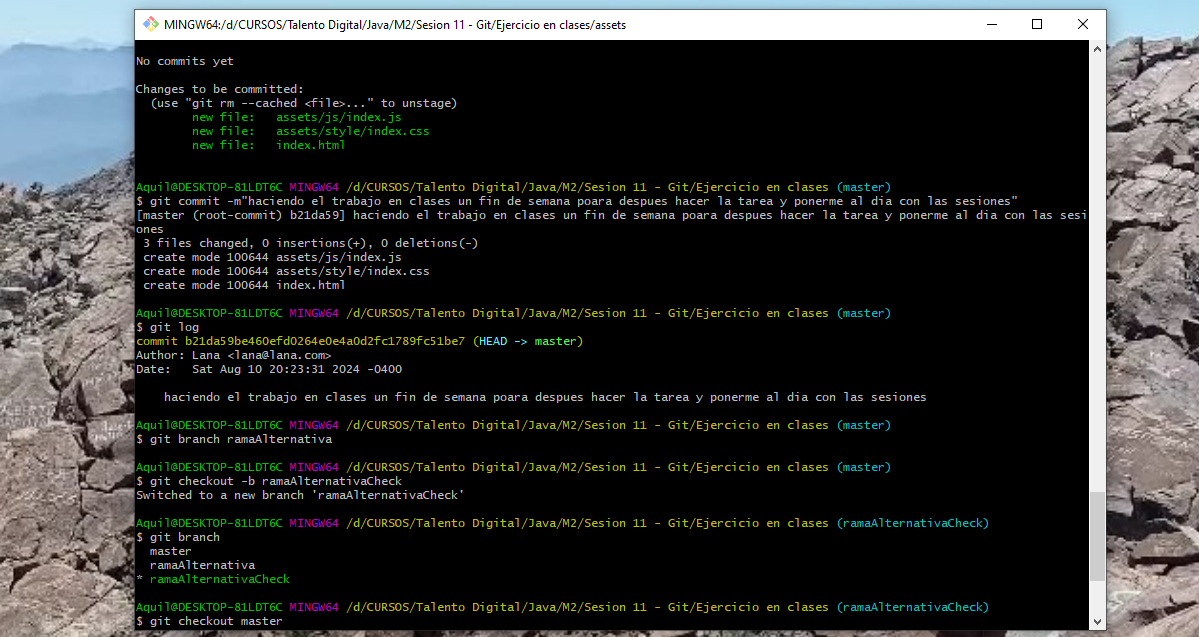 MINGW64:/d/CURSOS/Talento Digital/Java/M2/Sesion 11 - Git/Ejercicio en clases/assets
No commits yet
Changes to be committed:
  (use "git rm --cached <file>..." to unstage)
        new file:   assets/js/index.js
        new file:   assets/style/index.css
        new file:   index.html
Aquil@DESKTOP-81LDT6C MINGW64 /d/CURSOS/Talento Digital/Java/M2/Sesion 11 - Git/Ejercicio en clases (master)
$ git commit -m"haciendo el trabajo en clases un fin de semana poara despues hacer la tarea y ponerme al dia con las sesiones"
[master (root-commit) b21da59] haciendo el trabajo en clases un fin de semana poara despues hacer la tarea y ponerme al dia con las sesi
ones
 3 files changed, 0 insertions(+), 0 deletions(-)
 create mode 100644 assets/js/index.js
 create mode 100644 assets/style/index.css
 create mode 100644 index.html
Aquil@DESKTOP-81LDT6C MINGW64 /d/CURSOS/Talento Digital/Java/M2/Sesion 11 - Git/Ejercicio en clases (master)
$ git log
commit b21da59be460efd0264e0e4a0d2fc1789fc51be7 (HEAD -> master)
Author: Lana <lana@lana.com>
Date:   Sat Aug 10 20:23:31 2024 -0400
    haciendo el trabajo en clases un fin de semana poara despues hacer la tarea y ponerme al dia con las sesiones
Aquil@DESKTOP-81LDT6C MINGW64 /d/CURSOS/Talento Digital/Java/M2/Sesion 11 - Git/Ejercicio en clases (master)
$ git branch ramaAlternativa
Aquil@DESKTOP-81LDT6C MINGW64 /d/CURSOS/Talento Digital/Java/M2/Sesion 11 - Git/Ejercicio en clases (master)
$ git checkout -b ramaAlternativaCheck
Switched to a new branch 'ramaAlternativaCheck'
Aquil@DESKTOP-81LDT6C MINGW64 /d/CURSOS/Talento Digital/Java/M2/Sesion 11 - Git/Ejercicio en clases (ramaAlternativaCheck)
$ git branch
  master
  ramaAlternativa
* ramaAlternativaCheck
Aquil@DESKTOP-81LDT6C MINGW64 /d/CURSOS/Talento Digital/Java/M2/Sesion 11 - Git/Ejercicio en clases (ramaAlternativaCheck)
$ git checkout master